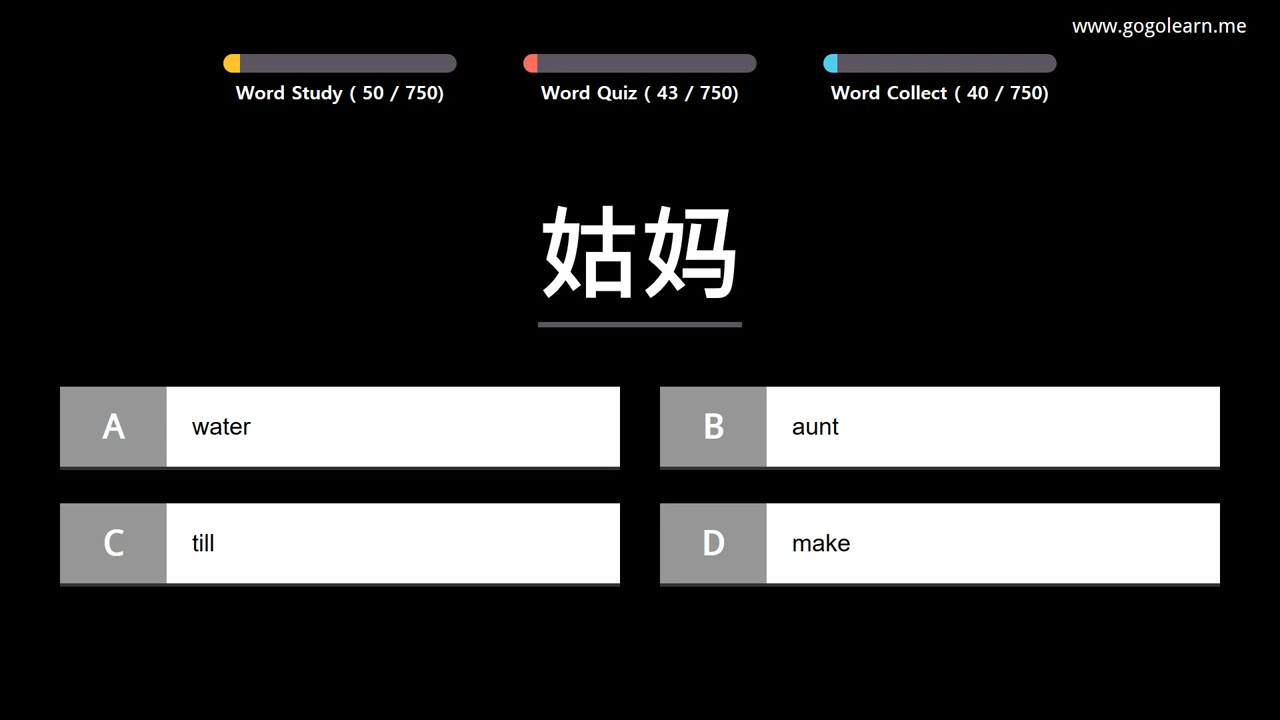 www.gogolearn.me
Word Study ( 50 / 750)
Word Quiz ( 43 / 750)
Word Collect ( 40 / 750)
姑妈
A water
B aunt
C till
D make